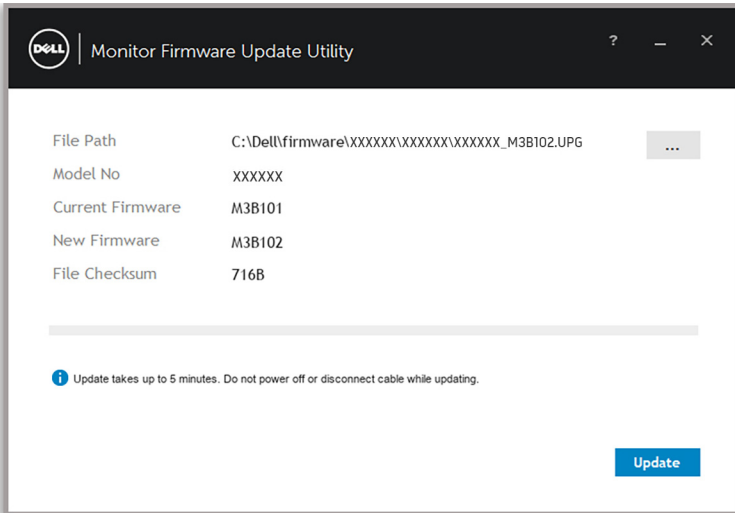 DELL Monitor Firmware Update Utility ? _ ×
File Path C:\Dell\firmware\XXXXXX\XXXXXX\XXXXXX_M3B102.UPG ...
Model No XXXXXX
Current Firmware M3B101
New Firmware M3B102
File Checksum 716B
i Update takes up to 5 minutes. Do not power off or disconnect cable while updating.
Update